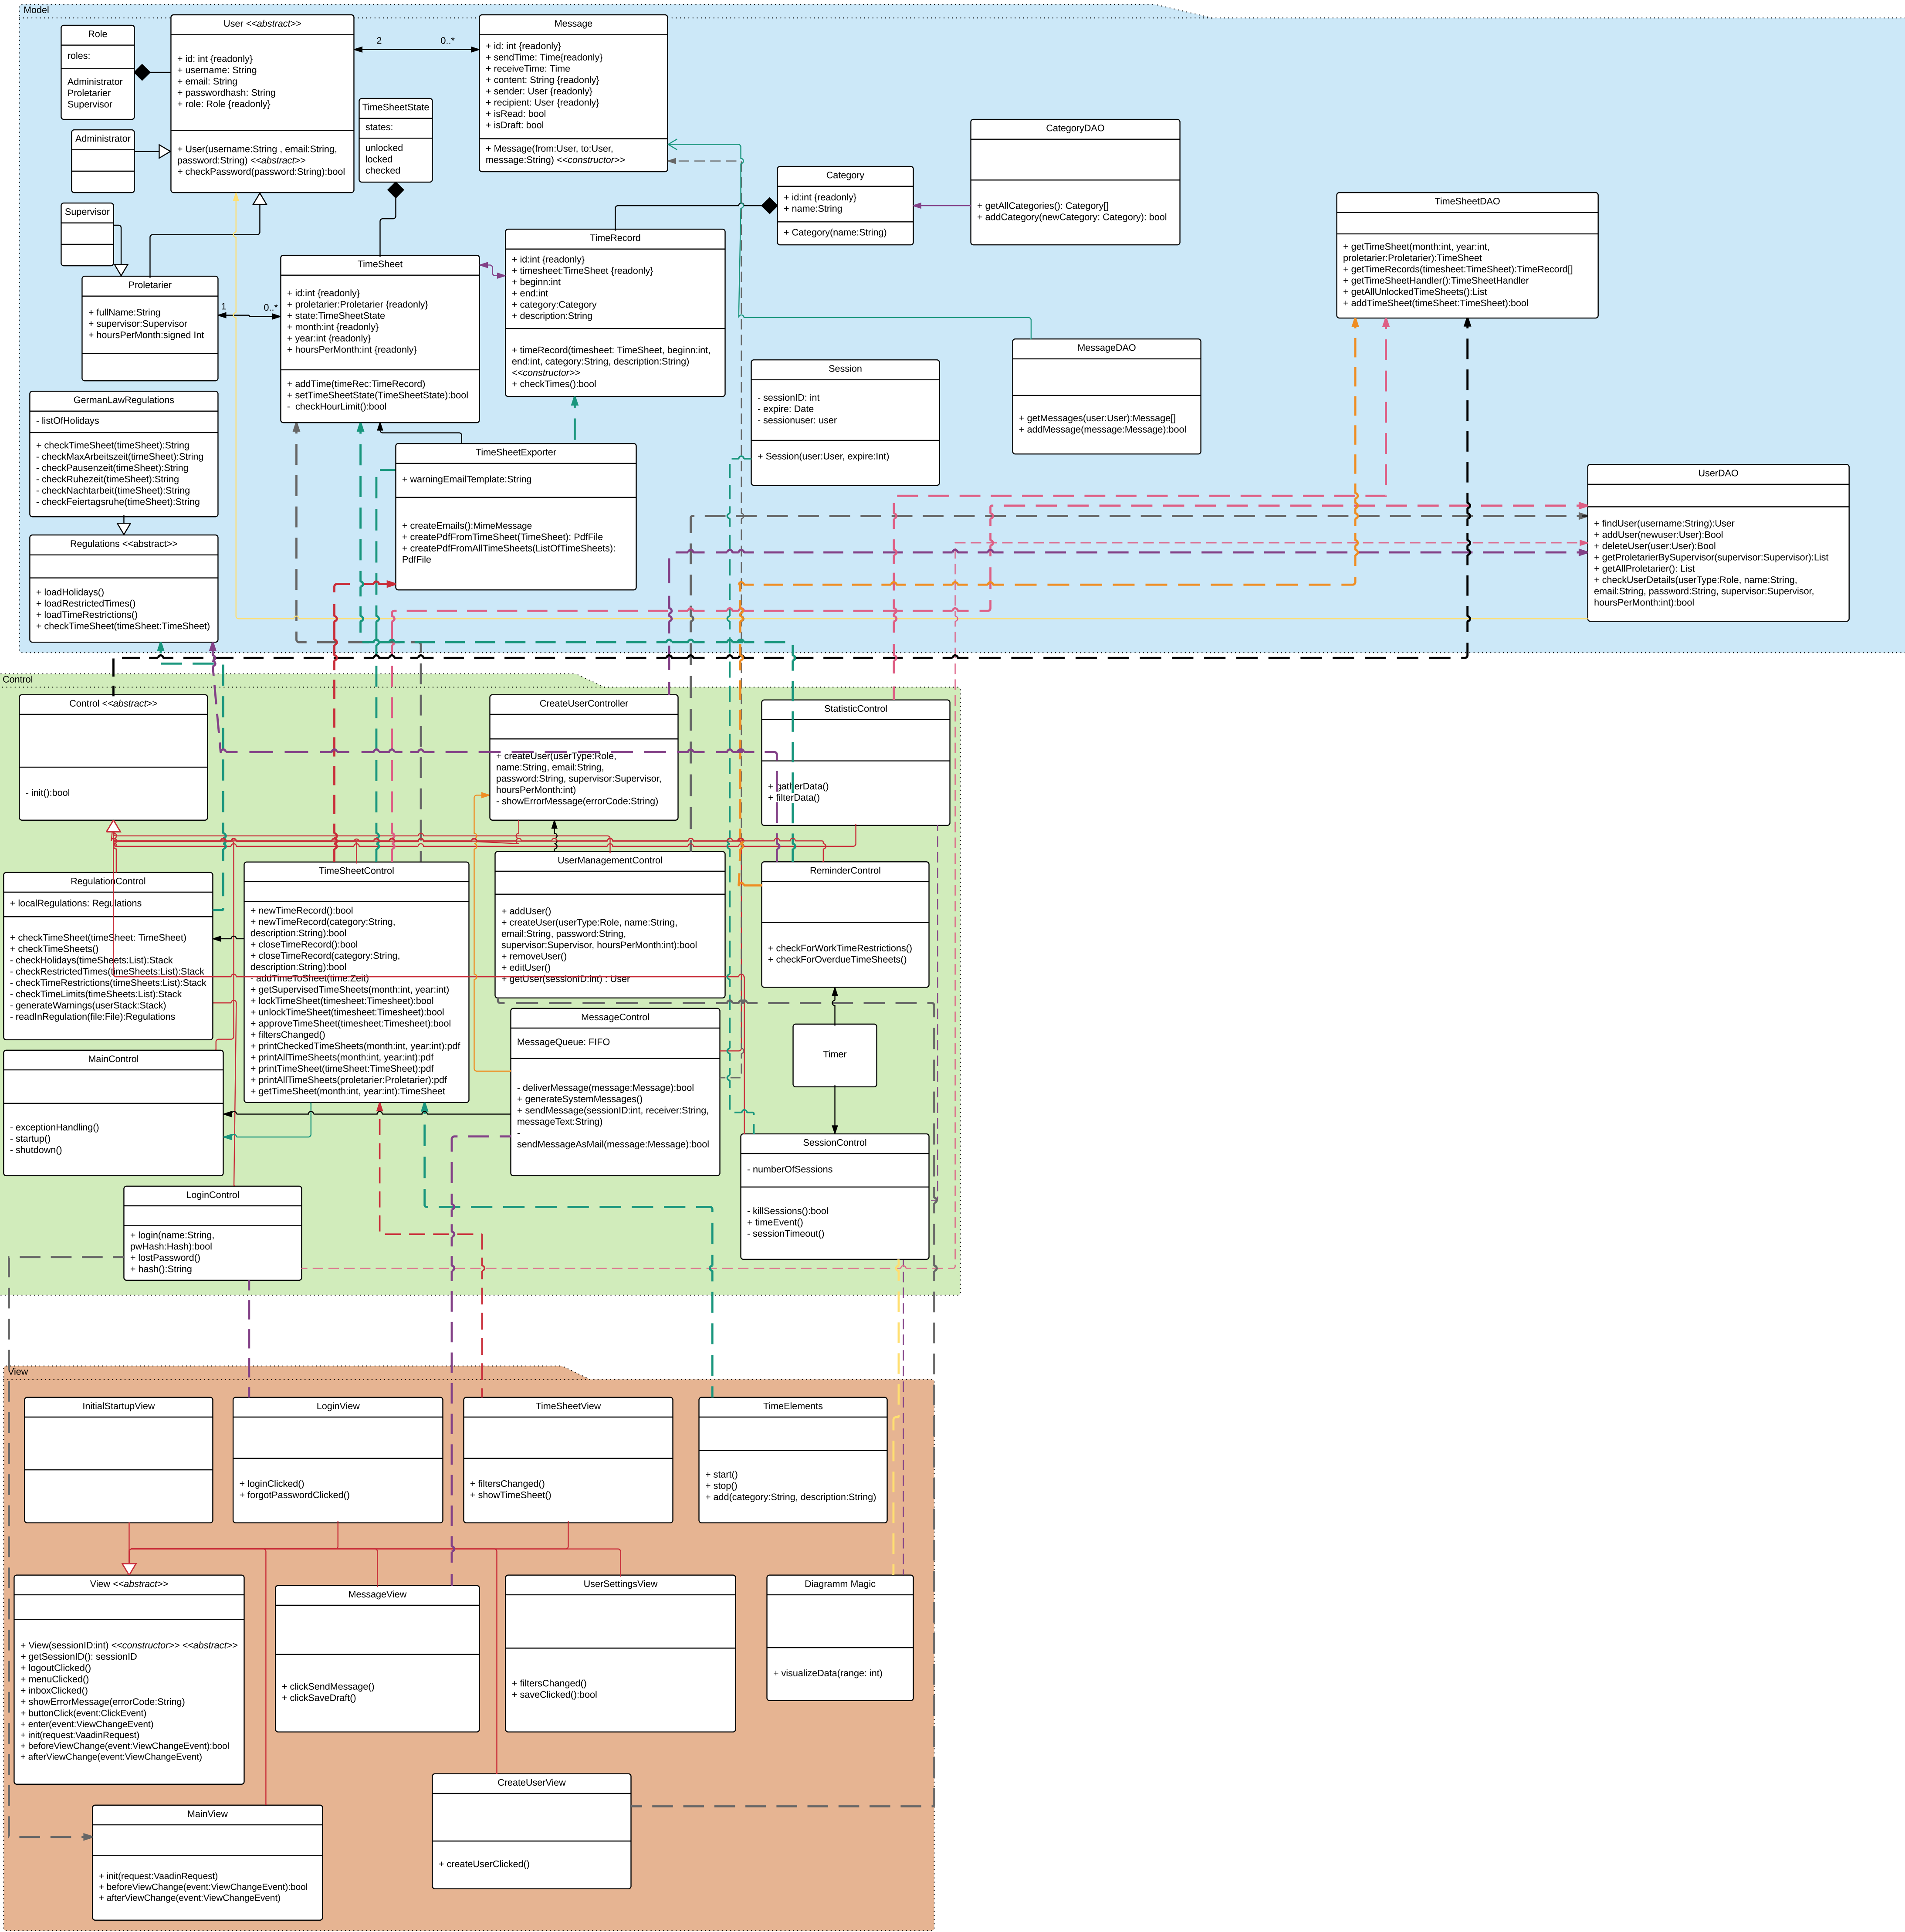 Model
Role
roles:
Administrator
Proletarier
Supervisor
User <<abstract>>
+ id: int {readonly}
+ username: String
+ email: String
+ passwordhash: String
+ role: Role {readonly}
+ User(username:String , email:String,
password:String) <<abstract>>
+ checkPassword(password:String):bool
2
0..*
Message
+ id: int {readonly}
+ sendTime: Time{readonly}
+ receiveTime: Time
+ content: String {readonly}
+ sender: User {readonly}
+ recipient: User {readonly}
+ isRead: bool
+ isDraft: bool
+ Message(from:User, to:User,
message:String) <<constructor>>
TimeSheetState
states:
unlocked
locked
checked
Administrator
Supervisor
CategoryDAO
+ getAllCategories(): Category[]
+ addCategory(newCategory: Category): bool
Category
+ id:int {readonly}
+ name:String
+ Category(name:String)
TimeSheetDAO
+ getTimeSheet(month:int, year:int,
proletarier:Proletarier):TimeSheet
+ getTimeRecords(timesheet:TimeSheet):TimeRecord[]
+ getTimeSheetHandler():TimeSheetHandler
+ getAllUnlockedTimeSheets():List
+ addTimeSheet(timeSheet:TimeSheet):bool
TimeRecord
+ id:int {readonly}
+ timesheet:TimeSheet {readonly}
+ beginn:int
+ end:int
+ category:Category
+ description:String
+ timeRecord(timesheet: TimeSheet, beginn:int,
end:int, category:String, description:String)
<<constructor>>
+ checkTimes():bool
TimeSheet
+ id:int {readonly}
+ proletarier:Proletarier {readonly}
+ state:TimeSheetState
+ month:int {readonly}
+ year:int {readonly}
+ hoursPerMonth:int {readonly}
+ addTime(timeRec:TimeRecord)
+ setTimeSheetState(TimeSheetState):bool
-  checkHourLimit():bool
Proletarier
+ fullName:String
+ supervisor:Supervisor
+ hoursPerMonth:signed Int
1
0..*
MessageDAO
+ getMessages(user:User):Message[]
+ addMessage(message:Message):bool
Session
- sessionID: int
- expire: Date
- sessionuser: user
+ Session(user:User, expire:Int)
GermanLawRegulations
- listOfHolidays
+ checkTimeSheet(timeSheet):String
- checkMaxArbeitszeit(timeSheet):String
- checkPausenzeit(timeSheet):String
- checkRuhezeit(timeSheet):String
- checkNachtarbeit(timeSheet):String
- checkFeiertagsruhe(timeSheet):String
TimeSheetExporter
+ warningEmailTemplate:String
+ createEmails():MimeMessage
+ createPdfFromTimeSheet(TimeSheet): PdfFile
+ createPdfFromAllTimeSheets(ListOfTimeSheets):
PdfFile
UserDAO
+ findUser(username:String):User
+ addUser(newuser:User):Bool
+ deleteUser(user:User):Bool
+ getProletarierBySupervisor(supervisor:Supervisor):List
+ getAllProletarier(): List
+ checkUserDetails(userType:Role, name:String,
email:String, password:String, supervisor:Supervisor,
hoursPerMonth:int):bool
Regulations <<abstract>>
+ loadHolidays()
+ loadRestrictedTimes()
+ loadTimeRestrictions()
+ checkTimeSheet(timeSheet:TimeSheet)
Control
Control <<abstract>>
- init():bool
CreateUserController
+ createUser(userType:Role,
name:String, email:String,
password:String, supervisor:Supervisor,
hoursPerMonth:int)
- showErrorMessage(errorCode:String)
StatisticControl
+ gatherData()
+ filterData()
RegulationControl
+ localRegulations: Regulations
+ checkTimeSheet(timeSheet: TimeSheet)
+ checkTimeSheets()
- checkHolidays(timeSheets:List):Stack
- checkRestrictedTimes(timeSheets:List):Stack
- checkTimeRestrictions(timeSheets:List):Stack
- checkTimeLimits(timeSheets:List):Stack
- generateWarnings(userStack:Stack)
- readInRegulation(file:File):Regulations
TimeSheetControl
+ newTimeRecord():bool
+ newTimeRecord(category:String,
description:String):bool
+ closeTimeRecord():bool
+ closeTimeRecord(category:String,
description:String):bool
- addTimeToSheet(time:Zeit)
+ getSupervisedTimeSheets(month:int, year:int)
+ lockTimeSheet(timesheet:Timesheet):bool
+ unlockTimeSheet(timesheet:Timesheet):bool
+ approveTimeSheet(timesheet:Timesheet):bool
+ filtersChanged()
+ printCheckedTimeSheets(month:int, year:int):pdf
+ printAllTimeSheets(month:int, year:int):pdf
+ printTimeSheet(timeSheet:TimeSheet):pdf
+ printAllTimeSheets(proletarier:Proletarier):pdf
+ getTimeSheet(month:int, year:int):TimeSheet
UserManagementControl
+ addUser()
+ createUser(userType:Role, name:String,
email:String, password:String,
supervisor:Supervisor, hoursPerMonth:int):bool
+ removeUser()
+ editUser()
+ getUser(sessionID:int) : User
ReminderControl
+ checkForWorkTimeRestrictions()
+ checkForOverdueTimeSheets()
MessageControl
MessageQueue: FIFO
- deliverMessage(message:Message):bool
+ generateSystemMessages()
+ sendMessage(sessionID:int, receiver:String,
messageText:String)
-
sendMessageAsMail(message:Message):bool
Timer
MainControl
- exceptionHandling()
- startup()
- shutdown()
SessionControl
- numberOfSessions
- killSessions():bool
+ timeEvent()
- sessionTimeout()
LoginControl
+ login(name:String,
pwHash:Hash):bool
+ lostPassword()
+ hash():String
View
InitialStartupView
LoginView
+ loginClicked()
+ forgotPasswordClicked()
TimeSheetView
+ filtersChanged()
+ showTimeSheet()
TimeElements
+ start()
+ stop()
+ add(category:String, description:String)
View <<abstract>>
+ View(sessionID:int) <<constructor>> <<abstract>>
+ getSessionID(): sessionID
+ logoutClicked()
+ menuClicked()
+ inboxClicked()
+ showErrorMessage(errorCode:String)
+ buttonClick(event:ClickEvent)
+ enter(event:ViewChangeEvent)
+ init(request:VaadinRequest)
+ beforeViewChange(event:ViewChangeEvent):bool
+ afterViewChange(event:ViewChangeEvent)
MessageView
+ clickSendMessage()
+ clickSaveDraft()
UserSettingsView
+ filtersChanged()
+ saveClicked():bool
Diagramm Magic
+ visualizeData(range: int)
CreateUserView
+ createUserClicked()
MainView
+ init(request:VaadinRequest)
+ beforeViewChange(event:ViewChangeEvent):bool
+ afterViewChange(event:ViewChangeEvent)